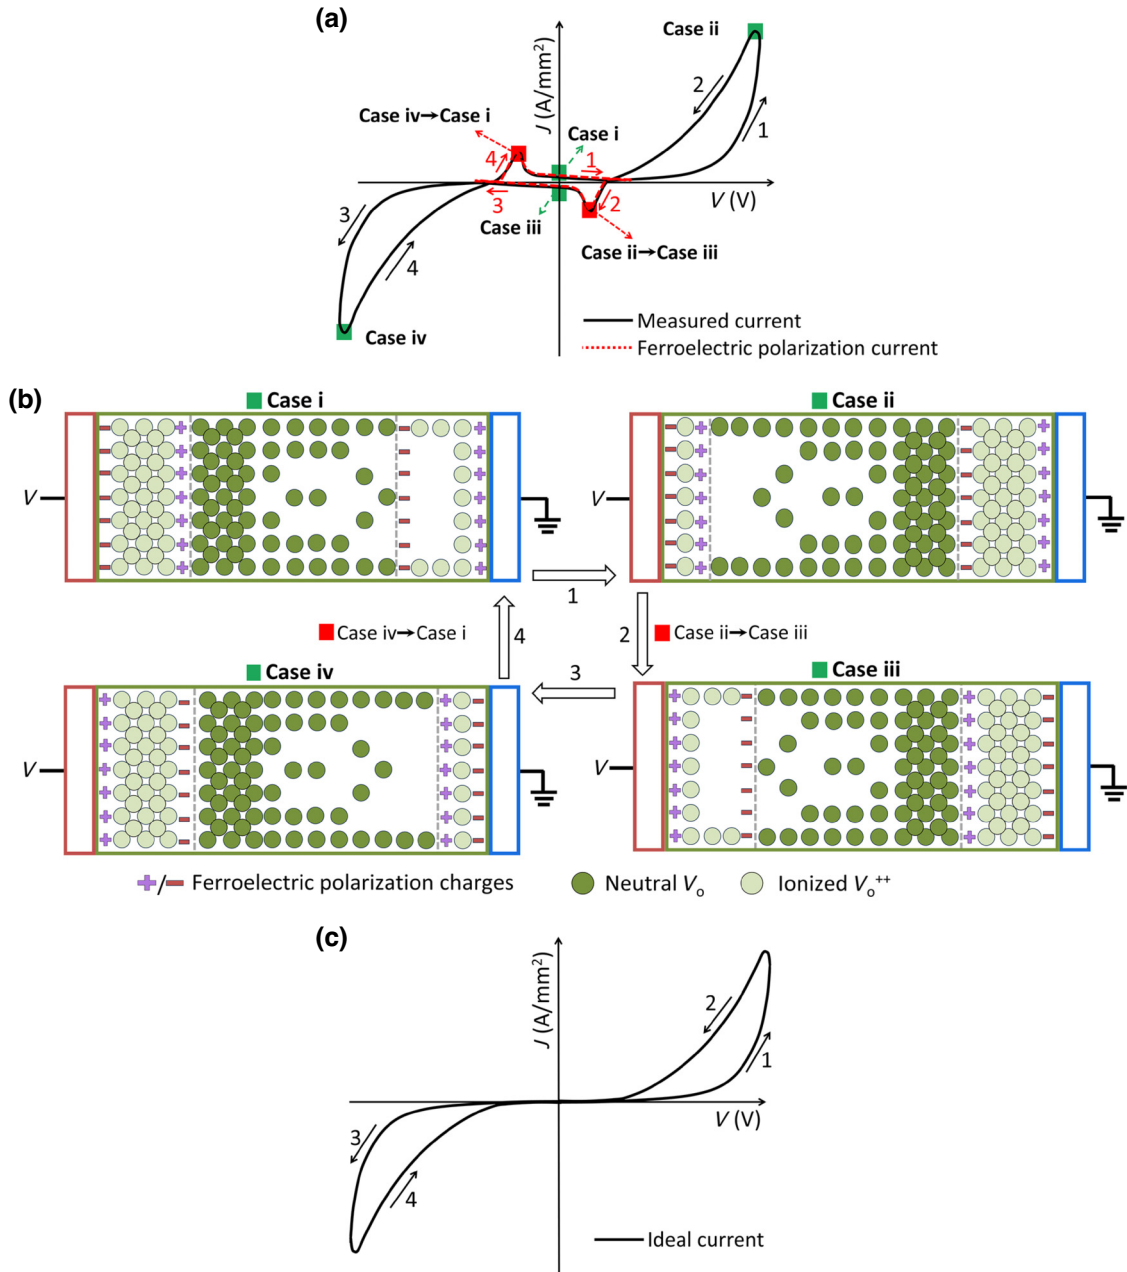 (a)
J (A/mm²)
Case ii
2
1
3
Case iv→Case i
Case i
4
1
V (V)
3
2
Case iii
Case ii→Case iii
4
Case iv
Measured current
Ferroelectric polarization current
(b)
Case i
Case ii
V
V
1
Case iv→Case i
4
2
Case ii→Case iii
3
Case iv
Case iii
V
V
+/− Ferroelectric polarization charges
Neutral Vₒ
Ionized Vₒ⁺⁺
(c)
J (A/mm²)
2
1
V (V)
3
4
Ideal current